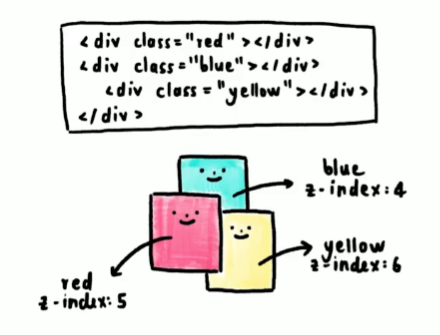 <div class="red"></div>
<div class="blue"></div>
<div class="yellow"></div>
</div>
blue
z-index:4
yellow
z-index:6
red
z-index:5